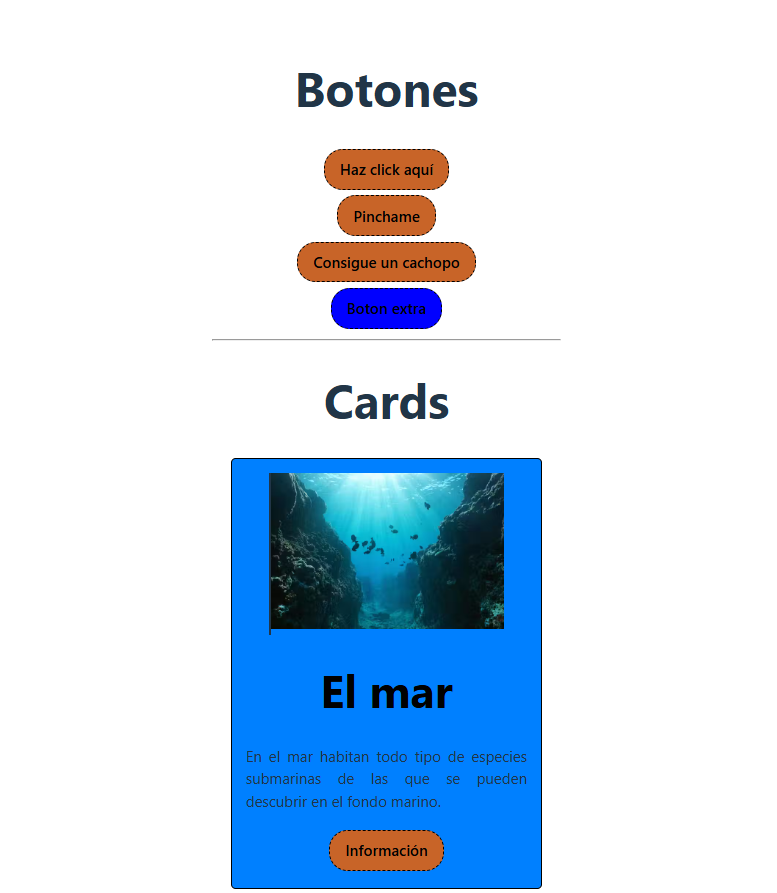 Botones
Haz click aquí
Pinchame
Consigue un cachopo
Boton extra
Cards
El mar
En el mar habitan todo tipo de especies
submarinas de las que se pueden
descubrir en el fondo marino.
Información